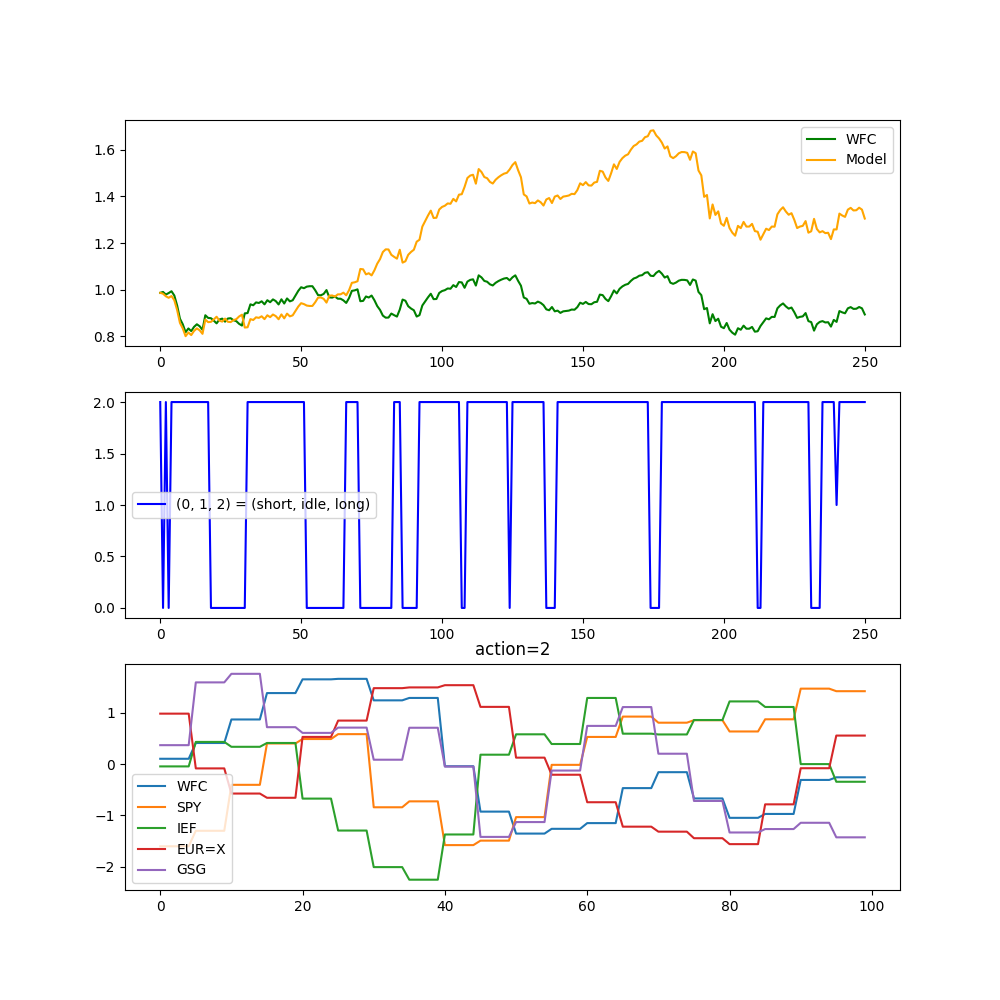 1.6
1.4
1.2
1.0
0.8
WFC
Model
0 50 100 150 200 250
2.0
1.5
1.0
0.5
0.0
(0, 1, 2) = (short, idle, long)
0 50 100 150 200 250
action=2
1
0
−1
−2
WFC
SPY
IEF
EUR=X
GSG
0 20 40 60 80 100